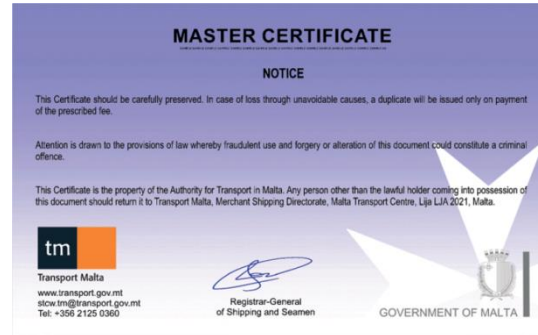 MASTER CERTIFICATE
NOTICE
This Certificate should be carefully preserved. In case of loss through unavoidable causes, a duplicate will be issued only on payment
of the prescribed fee.
Attention is drawn to the provisions of law whereby fraudulent use and forgery or alteration of this document could constitute a criminal
offence.
This Certificate is the property of the Authority for Transport in Malta. Any person other than the lawful holder coming into possession of
this document should return it to Transport Malta, Merchant Shipping Directorate, Malta Transport Centre, Lija LJA 2021, Malta.
tm
Transport Malta
www.transport.gov.mt
stcw.tm@transport.gov.mt
Tel: +356 2125 0360
Registrar-General
of Shipping and Seamen
GOVERNMENT OF MALTA